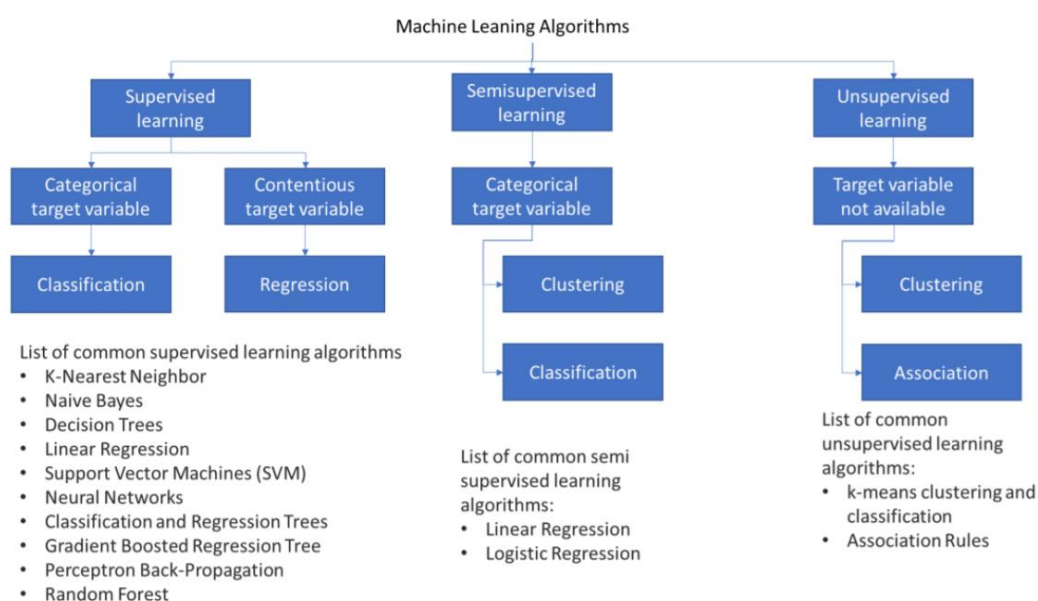 Machine Leaning Algorithms
Supervised
learning
Semisupervised
learning
Unsupervised
learning
Categorical
target variable
Contentious
target variable
Categorical
target variable
Target variable
not available
Classification
Regression
Clustering
Clustering
Classification
Association
List of common supervised learning algorithms
• K-Nearest Neighbor
• Naive Bayes
• Decision Trees
• Linear Regression
• Support Vector Machines (SVM)
• Neural Networks
• Classification and Regression Trees
• Gradient Boosted Regression Tree
• Perceptron Back-Propagation
• Random Forest
List of common semi
supervised learning
algorithms:
• Linear Regression
• Logistic Regression
List of common
unsupervised learning
algorithms:
• k-means clustering and
classification
• Association Rules